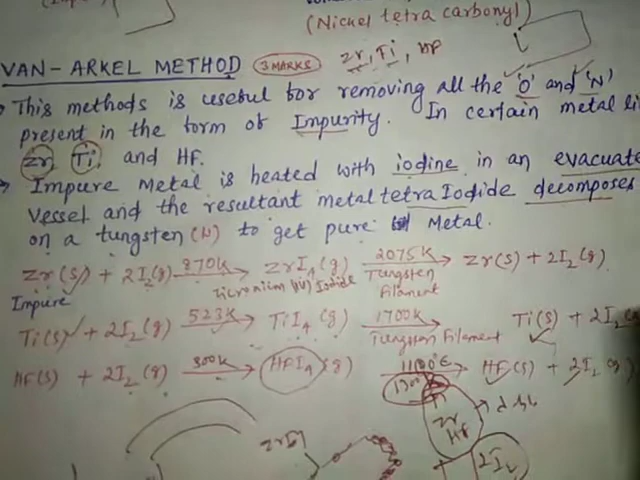 (Nickel tetra carbonyl)
Zr, Ti, HF
VAN-ARKEL METHOD 3 MARKS
This methods is useful for removing all the 'O' and 'N'
present in the form of Impurity. In certain metal li
Zr Ti and HF.
Impure Metal is heated with iodine in an evacuate
vessel and the resultant metal tetra Iodide decomposes
on a tungsten (W) to get pure Metal.
Zr(s) + 2I2(g) 870K → ZrI4(g) 2075K → Zr(s) + 2I2(g)
Impure Zirconium (IV) Iodide Tungsten
Filament
Ti(s) + 2I2(g) 523K → TiI4(g) 1700K → Ti(s) + 2I2(g)
Tungsten Filament
HF(s) + 2I2(g) 300K → HFI4(g) → HF(s) + 2I2(g)
Zr
HF
ZrI4
2I2